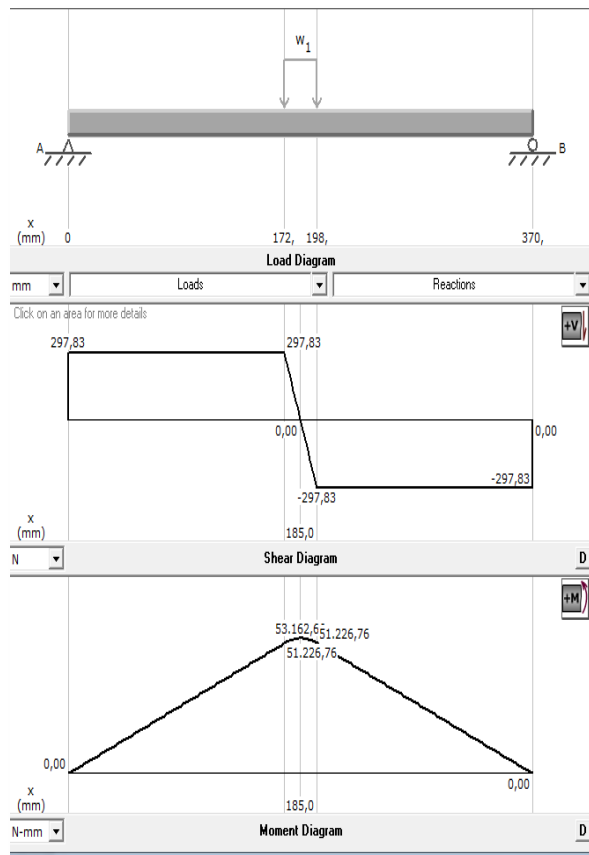 w1
A
B
x
(mm) 0 172, 198, 370,
Load Diagram
mm Loads Reactions
Click on an area for more details
+V
297,83 297,83
0,00 0,00
-297,83 -297,83
x
(mm) 185,0
N Shear Diagram D
+M
53.162,6 51.226,76
51.226,76
0,00 0,00
x
(mm) 185,0
N-mm Moment Diagram D